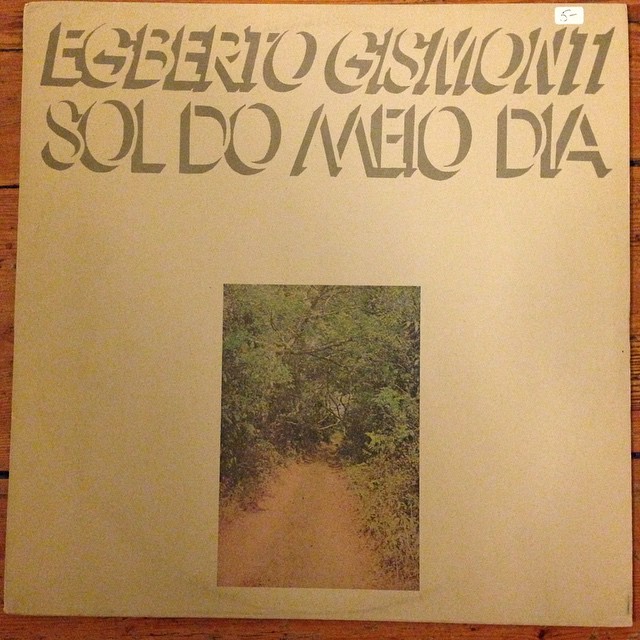 5-
EGBERTO GISMONTI
SOL DO MEIO DIA